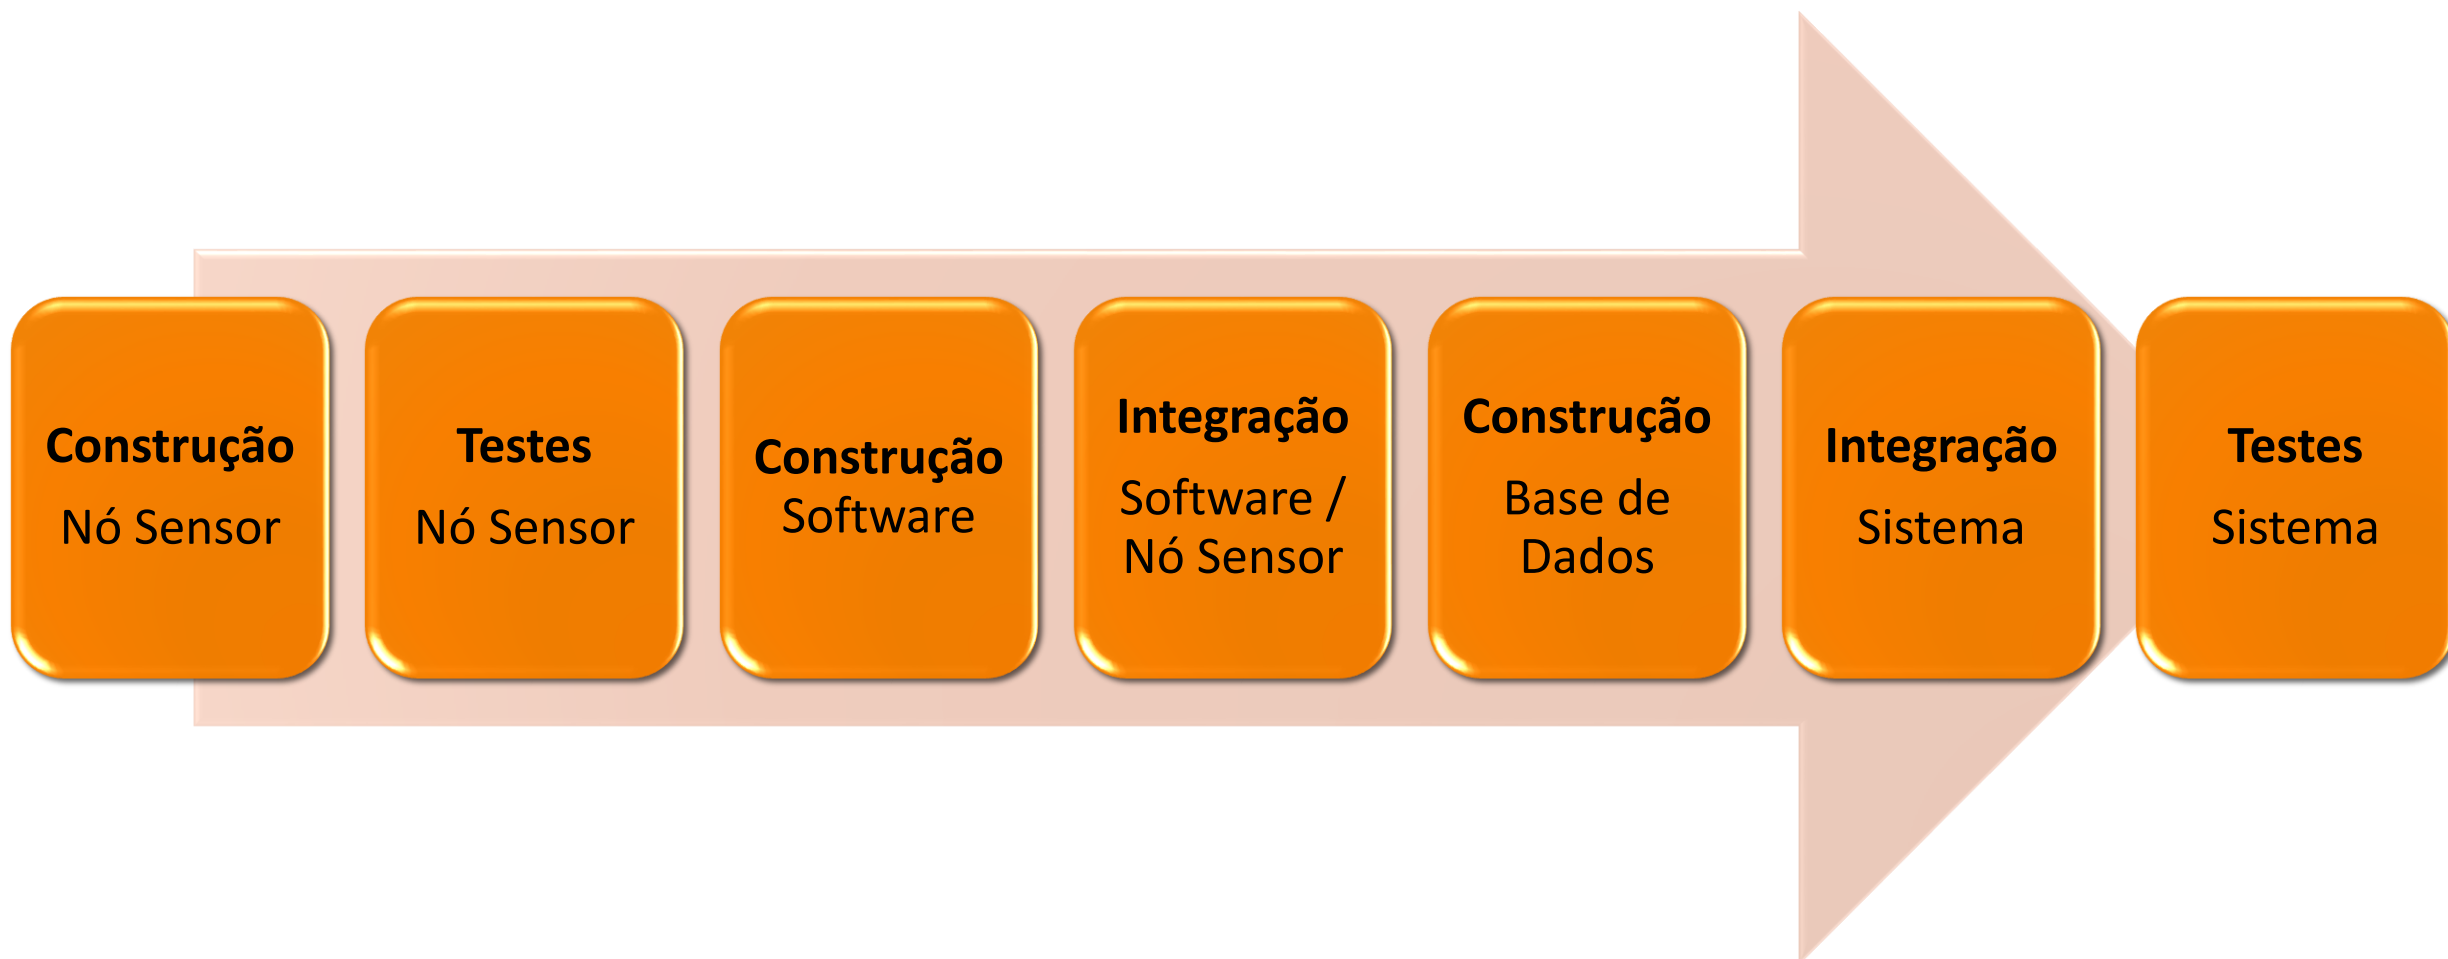 Construção
Nó Sensor
Testes
Nó Sensor
Construção
Software
Integração
Software /
Nó Sensor
Construção
Base de
Dados
Integração
Sistema
Testes
Sistema